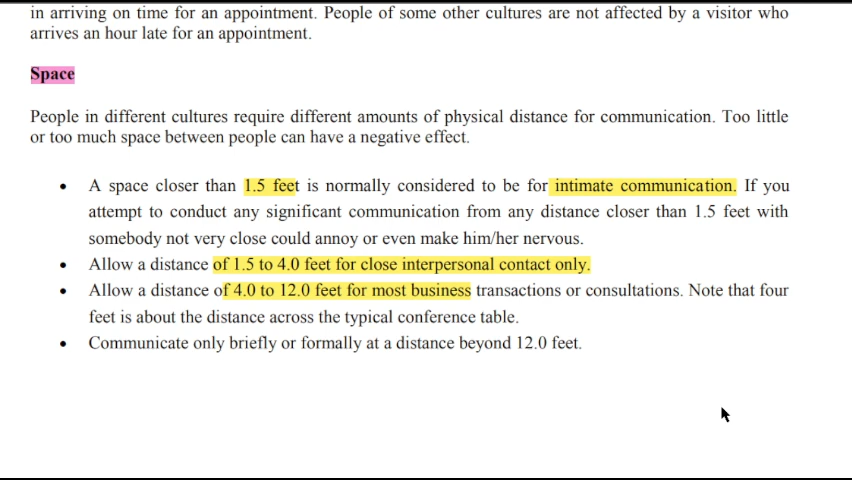 in arriving on time for an appointment. People of some other cultures are not affected by a visitor who
arrives an hour late for an appointment.
Space
People in different cultures require different amounts of physical distance for communication. Too little
or too much space between people can have a negative effect.
• A space closer than 1.5 feet is normally considered to be for intimate communication. If you
attempt to conduct any significant communication from any distance closer than 1.5 feet with
somebody not very close could annoy or even make him/her nervous.
• Allow a distance of 1.5 to 4.0 feet for close interpersonal contact only.
• Allow a distance of 4.0 to 12.0 feet for most business transactions or consultations. Note that four
feet is about the distance across the typical conference table.
• Communicate only briefly or formally at a distance beyond 12.0 feet.